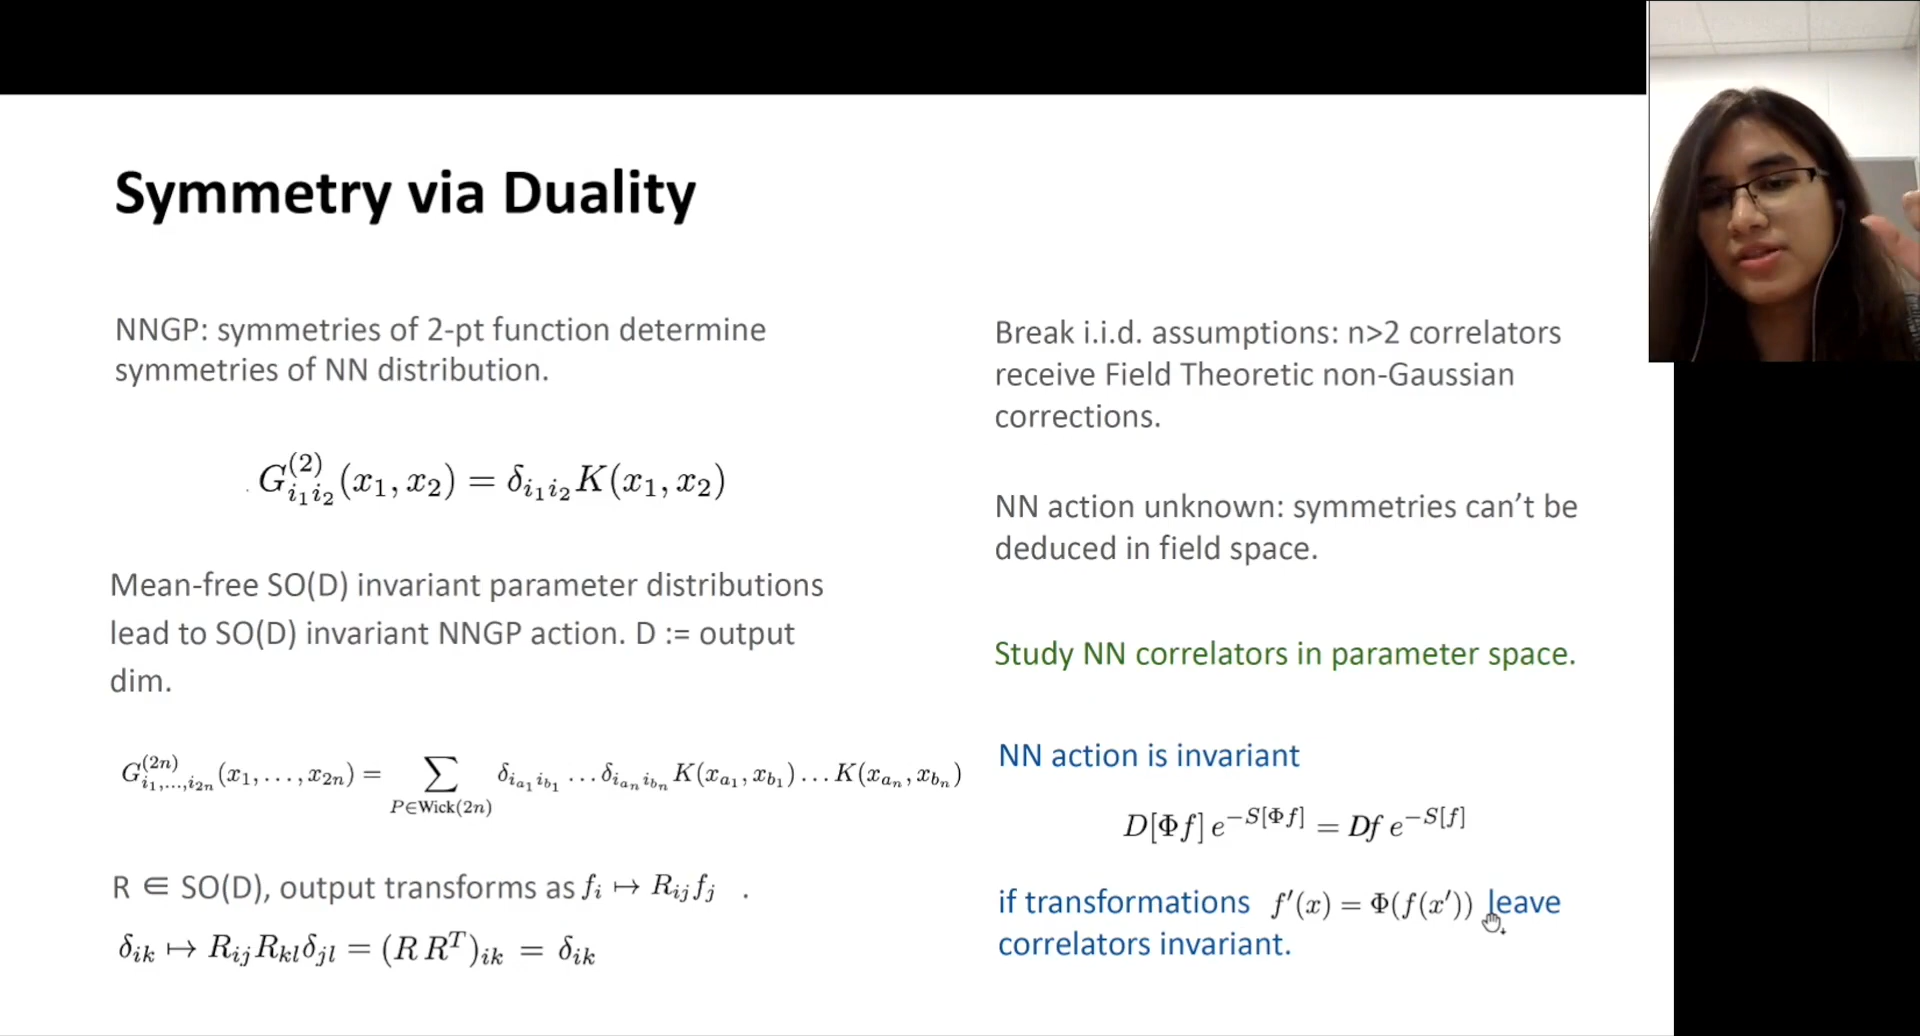 Symmetry via Duality
NNGP: symmetries of 2-pt function determine
symmetries of NN distribution.
G^{(2)}_{i_1 i_2}(x_1, x_2) = δ_{i_1 i_2} K(x_1, x_2)
Mean-free SO(D) invariant parameter distributions
lead to SO(D) invariant NNGP action. D := output
dim.
G^{(2n)}_{i_1,...,i_{2n}}(x_1, . . . , x_{2n}) = ∑_{P∈Wick(2n)} δ_{i_{a_1} i_{b_1}} . . . δ_{i_{a_n} i_{b_n}} K(x_{a_1}, x_{b_1}) . . . K(x_{a_n}, x_{b_n})
R ∈ SO(D), output transforms as f_i ↦ R_{ij} f_j .
δ_{ik} ↦ R_{ij} R_{kl} δ_{jl} = (R R^T)_{ik} = δ_{ik}
Break i.i.d. assumptions: n>2 correlators
receive Field Theoretic non-Gaussian
corrections.
NN action unknown: symmetries can’t be
deduced in field space.
Study NN correlators in parameter space.
NN action is invariant
D[Φf] e^{−S[Φf]} = Df e^{−S[f]}
if transformations f′(x) = Φ(f(x′)) leave
correlators invariant.